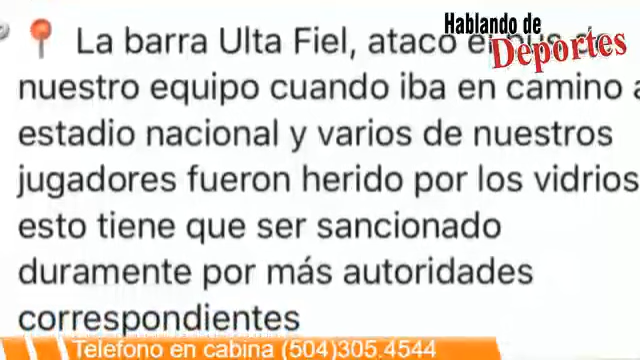 Hablando de
Deportes
La barra Ulta Fiel, ataco el bus de
nuestro equipo cuando iba en camino a
estadio nacional y varios de nuestros
jugadores fueron herido por los vidrios
esto tiene que ser sancionado
duramente por más autoridades
correspondientes
Telefono en cabina (504)305.4544